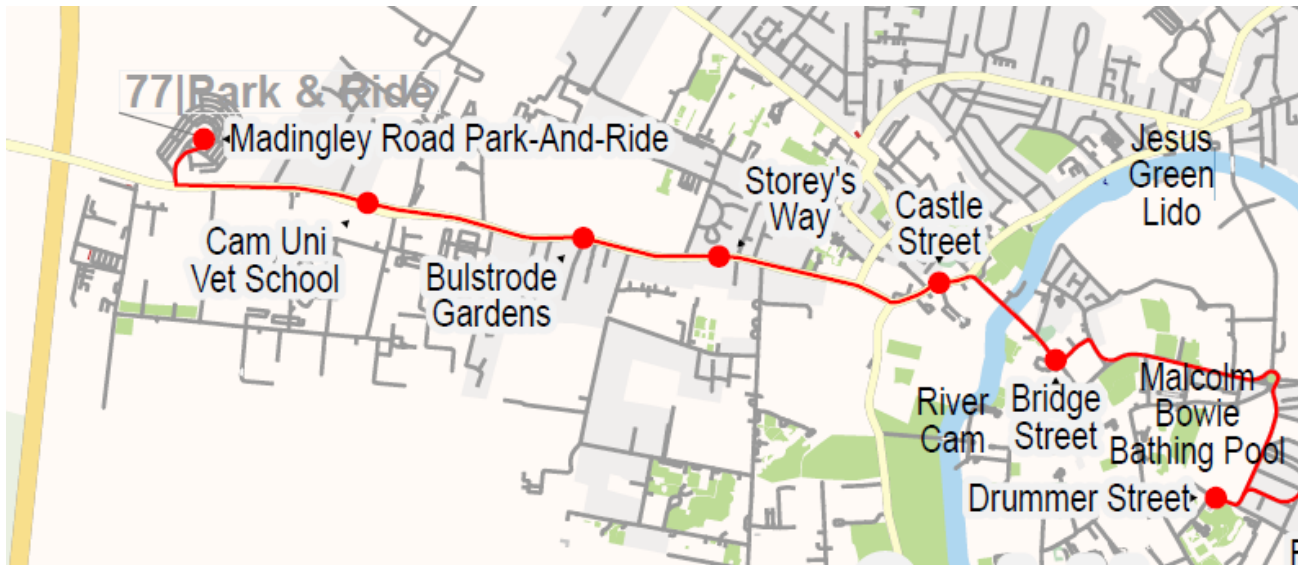 77|Park & Ride
Madingley Road Park-And-Ride
Cam Uni
Vet School
Bulstrode
Gardens
Storey's
Way
Castle
Street
Jesus
Green
Lido
River
Cam
Bridge
Street
Malcolm
Bowie
Bathing Pool
Drummer Street